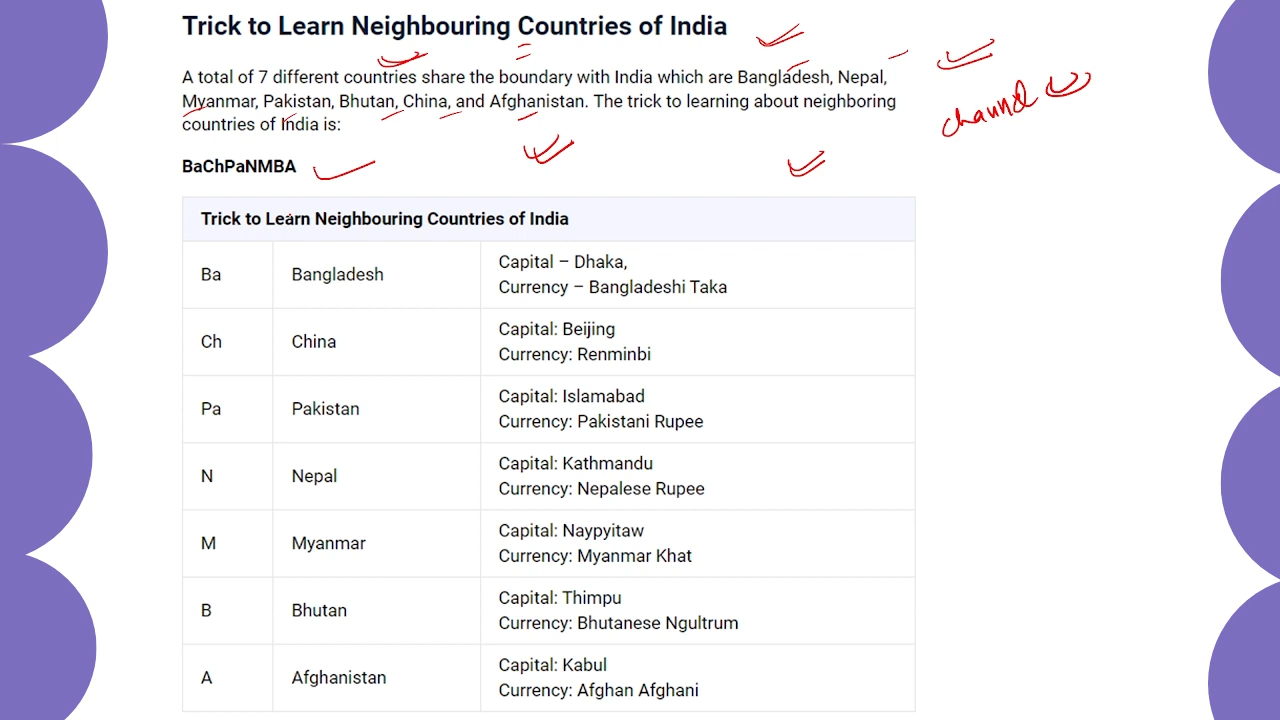 Trick to Learn Neighbouring Countries of India
A total of 7 different countries share the boundary with India which are Bangladesh, Nepal,
Myanmar, Pakistan, Bhutan, China, and Afghanistan. The trick to learning about neighboring
countries of India is:
channel
BaChPaNMBA
Trick to Learn Neighbouring Countries of India
Ba Bangladesh Capital – Dhaka,
Currency – Bangladeshi Taka
Ch China Capital: Beijing
Currency: Renminbi
Pa Pakistan Capital: Islamabad
Currency: Pakistani Rupee
N Nepal Capital: Kathmandu
Currency: Nepalese Rupee
M Myanmar Capital: Naypyitaw
Currency: Myanmar Khat
B Bhutan Capital: Thimpu
Currency: Bhutanese Ngultrum
A Afghanistan Capital: Kabul
Currency: Afghan Afghani